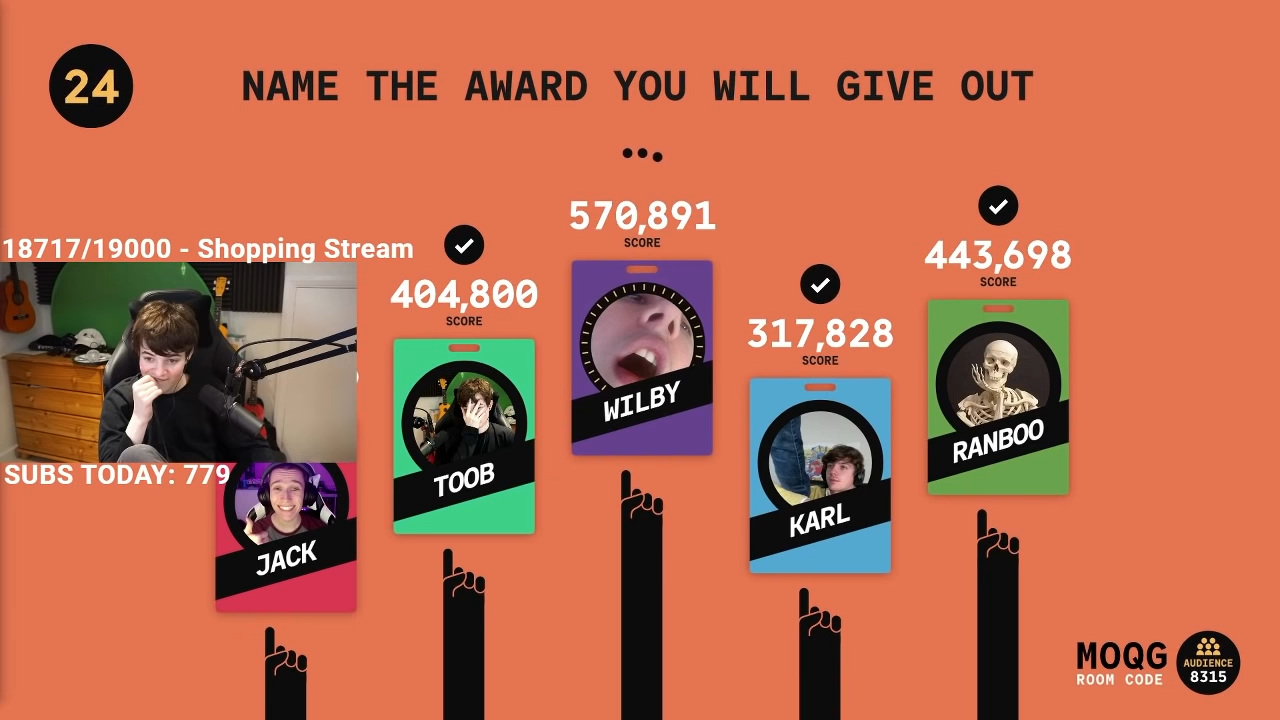 24
NAME THE AWARD YOU WILL GIVE OUT
...
570,891
SCORE
443,698
SCORE
18717/19000 - Shopping Stream
404,800
SCORE
317,828
SCORE
WILBY
RANBOO
TOOB
SUBS TODAY: 779
KARL
JACK
MOQG
ROOM CODE
AUDIENCE
8315